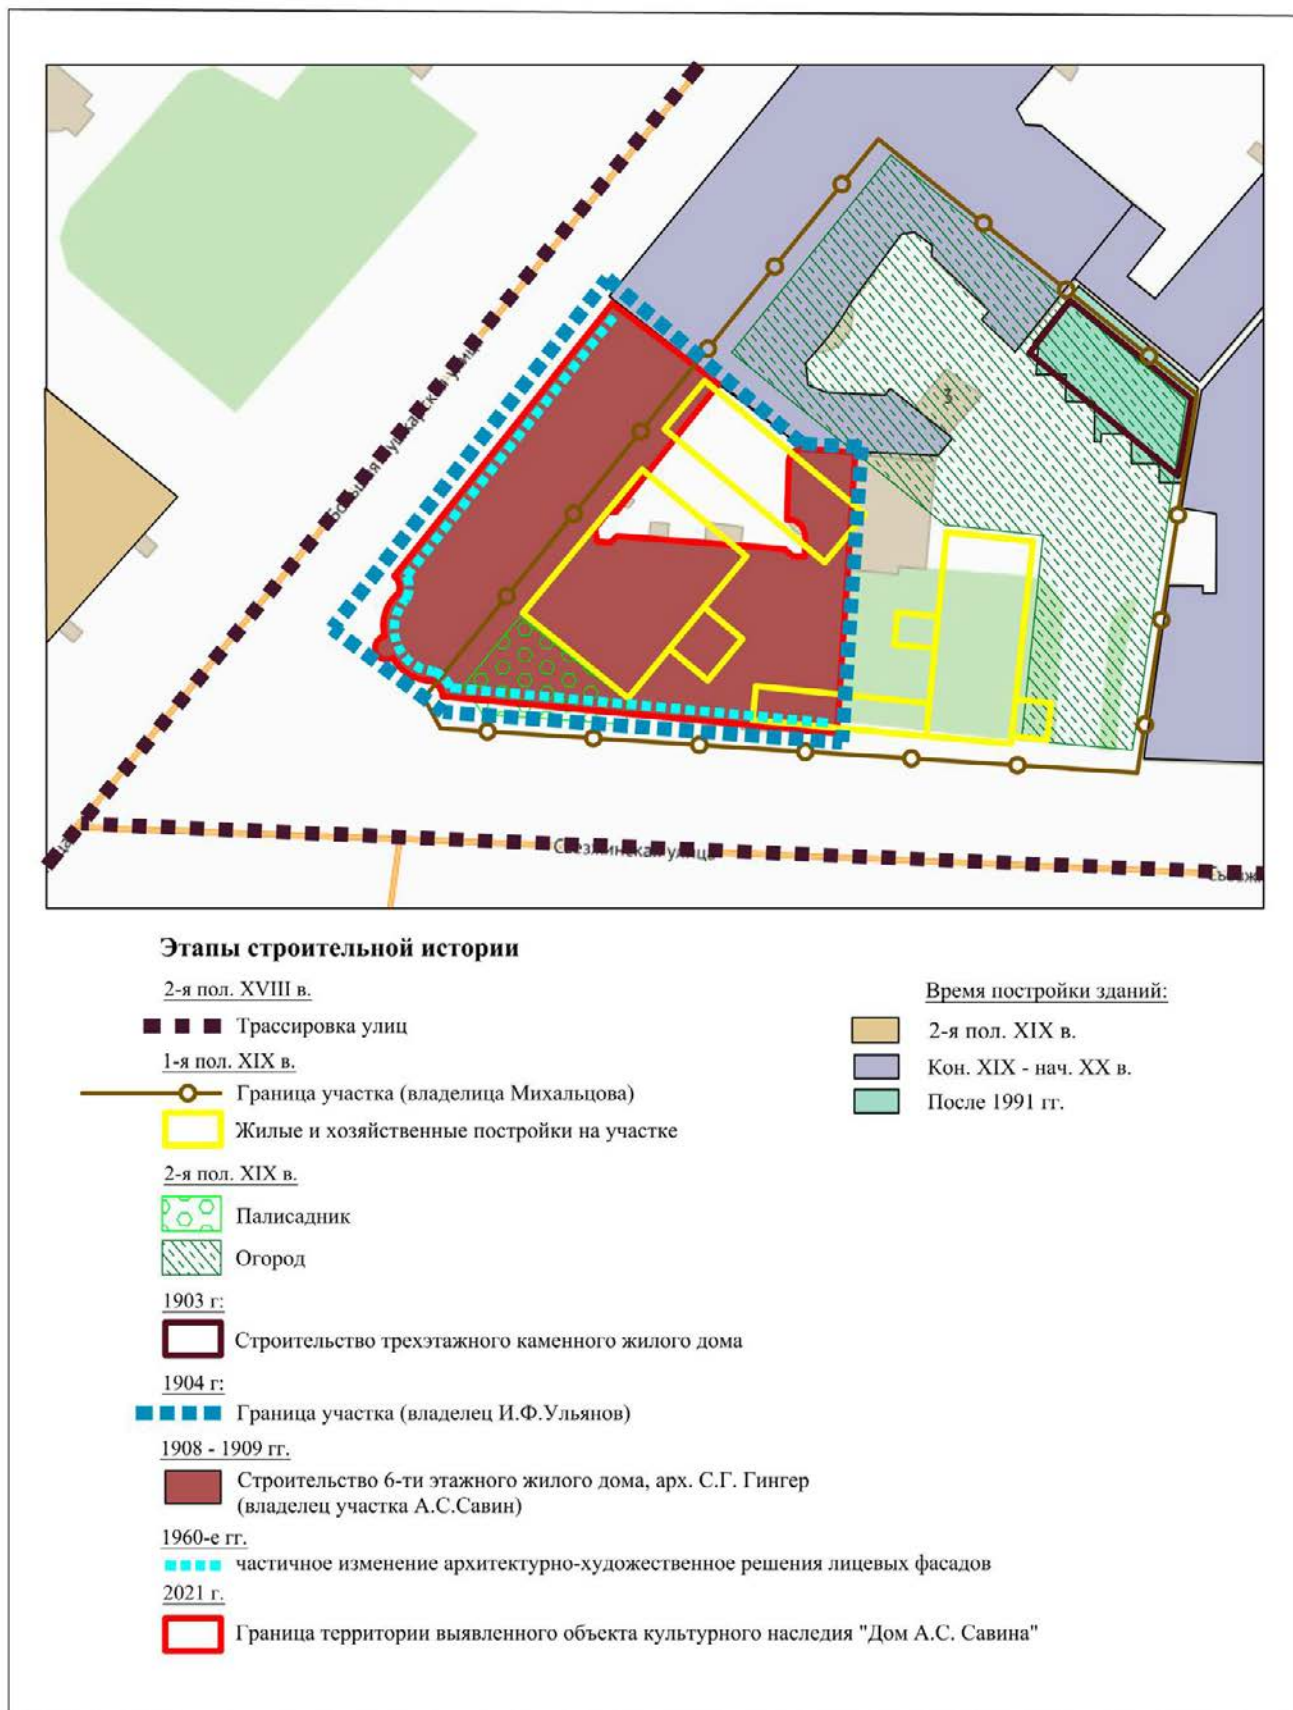 улица
3
улица
Этапы строительной истории
2-я пол. XVIII в.
Трассировка улиц
1-я пол. XIX в.
Граница участка (владелица Михальцова)
Жилые и хозяйственные постройки на участке
2-я пол. XIX в.
Палисадник
Огород
1903 г:
Строительство трехэтажного каменного жилого дома
1904 г:
Граница участка (владелец И.Ф.Ульянов)
1908 - 1909 гг.
Строительство 6-ти этажного жилого дома, арх. С.Г. Гингер
(владелец участка А.С.Савин)
1960-е гг.
частичное изменение архитектурно-художественное решения лицевых фасадов
2021 г.
Граница территории выявленного объекта культурного наследия "Дом А.С. Савина"
Время постройки зданий:
2-я пол. XIX в.
Кон. XIX - нач. XX в.
После 1991 гг.